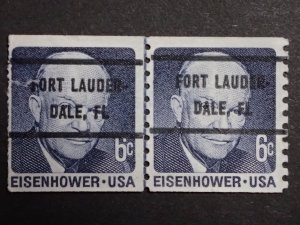 FORT LAUDER-
DALE, FL
6c
EISENHOWER·USA
FORT LAUDER-
DALE, FL
6c
EISENHOWER·USA